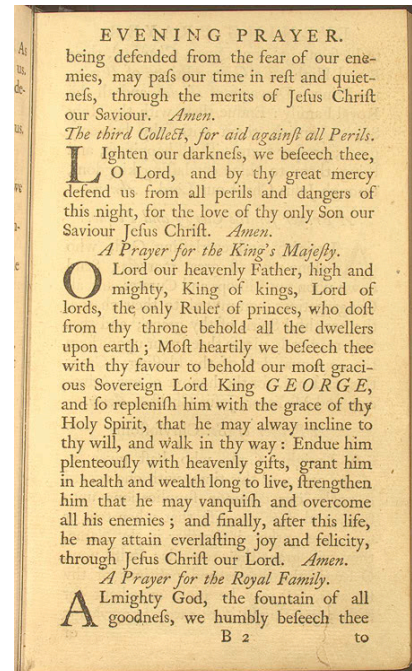 As
us.
de-
us.
we
n-
e
EVENING PRAYER.
being defended from the fear of our ene-
mies, may paſs our time in reſt and quiet-
neſs, through the merits of Jeſus Chriſt
our Saviour. Amen.
The third Collect, for aid againſt all Perils.
LIghten our darkneſs, we beſeech thee,
O Lord, and by thy great mercy
defend us from all perils and dangers of
this night, for the love of thy only Son our
Saviour Jeſus Chriſt. Amen.
A Prayer for the King's Majeſty.
O Lord our heavenly Father, high and
mighty, King of kings, Lord of
lords, the only Ruler of princes, who doſt
from thy throne behold all the dwellers
upon earth ; Moſt heartily we beſeech thee
with thy favour to behold our moſt graci-
ous Sovereign Lord King GEORGE,
and ſo repleniſh him with the grace of thy
Holy Spirit, that he may alway incline to
thy will, and walk in thy way : Endue him
plenteouſly with heavenly gifts, grant him
in health and wealth long to live, ſtrengthen
him that he may vanquiſh and overcome
all his enemies ; and finally, after this life,
he may attain everlaſting joy and felicity,
through Jeſus Chriſt our Lord. Amen.
A Prayer for the Royal Family.
ALmighty God, the fountain of all
goodneſs, we humbly beſeech thee
B 2 to